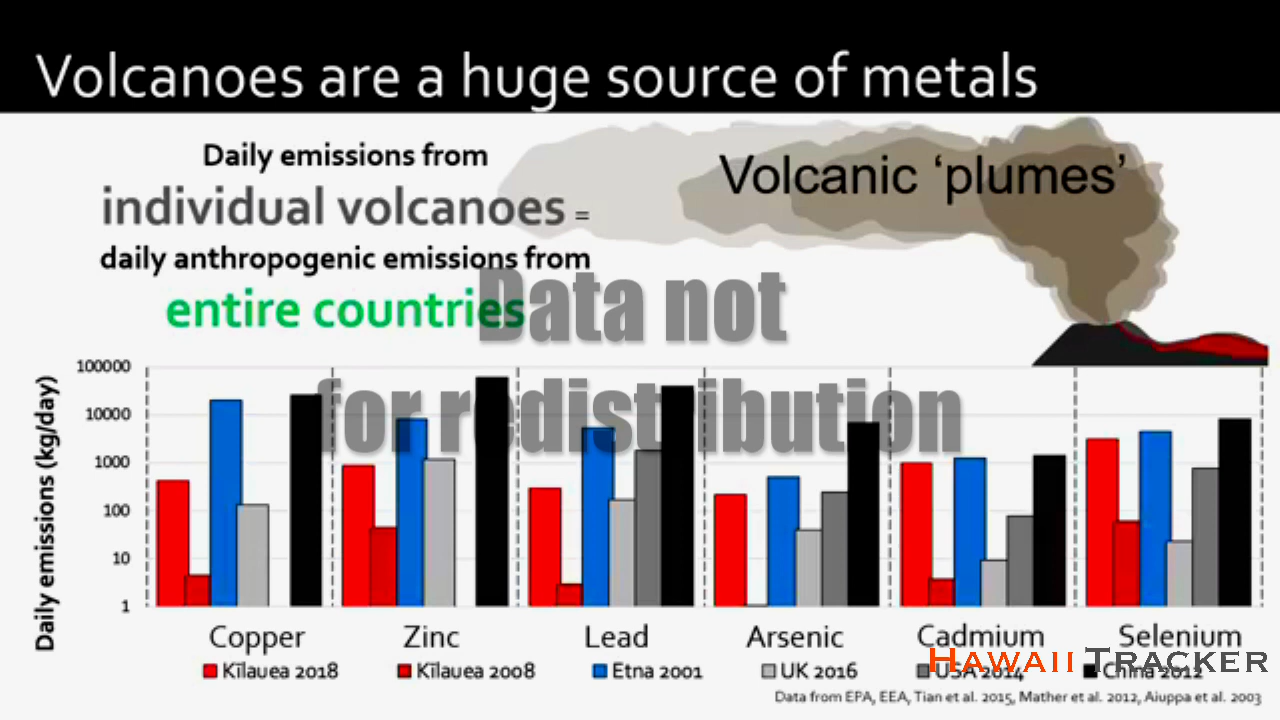 Volcanoes are a huge source of metals
Daily emissions from
individual volcanoes =
daily anthropogenic emissions from
entire countries
Volcanic ‘plumes’
Data not
for redistribution
Daily emissions (kg/day)
100000
10000
1000
100
10
1
Copper Zinc Lead Arsenic Cadmium Selenium
Kīlauea 2018 Kīlauea 2008 Etna 2001 UK 2016 USA 2014 China 2012
HAWAII TRACKER
Data from EPA, EEA, Tian et al. 2015, Mather et al. 2012, Aiuppa et al. 2003